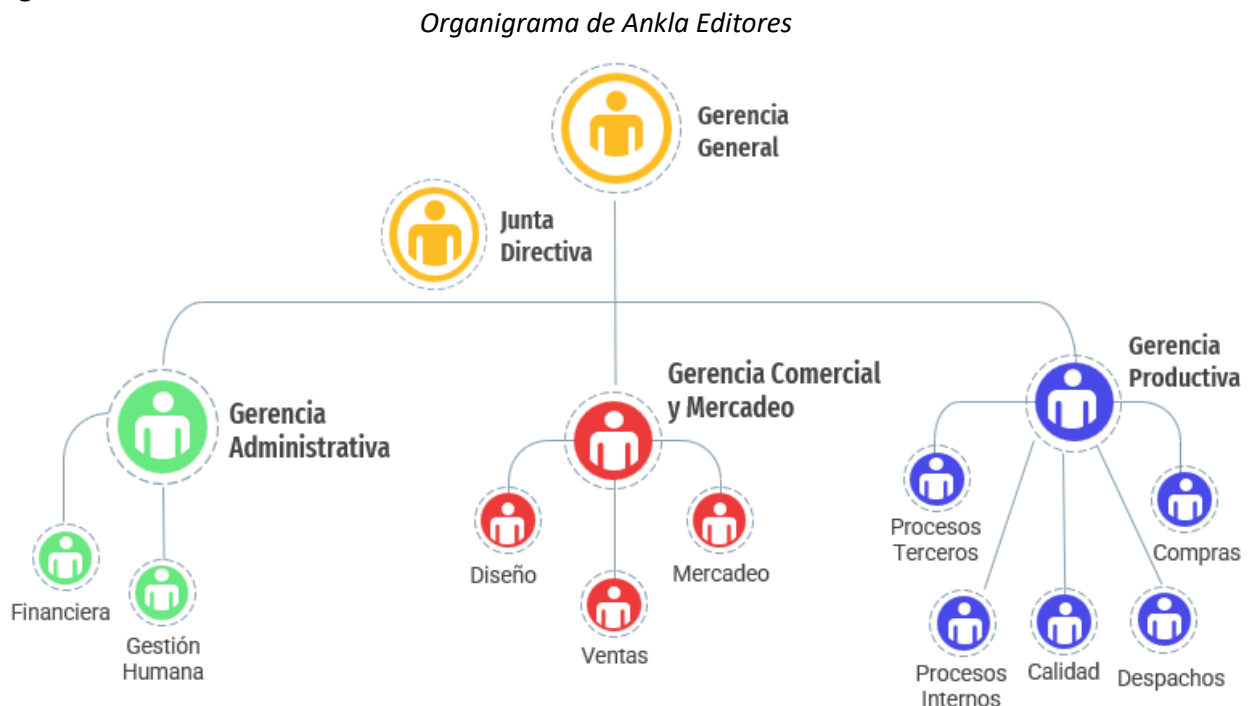 Organigrama de Ankla Editores
Gerencia
General
Junta
Directiva
Gerencia
Administrativa
Gerencia Comercial
y Mercadeo
Gerencia
Productiva
Financiera
Gestión
Humana
Diseño
Ventas
Mercadeo
Procesos
Terceros
Compras
Procesos
Internos
Calidad
Despachos